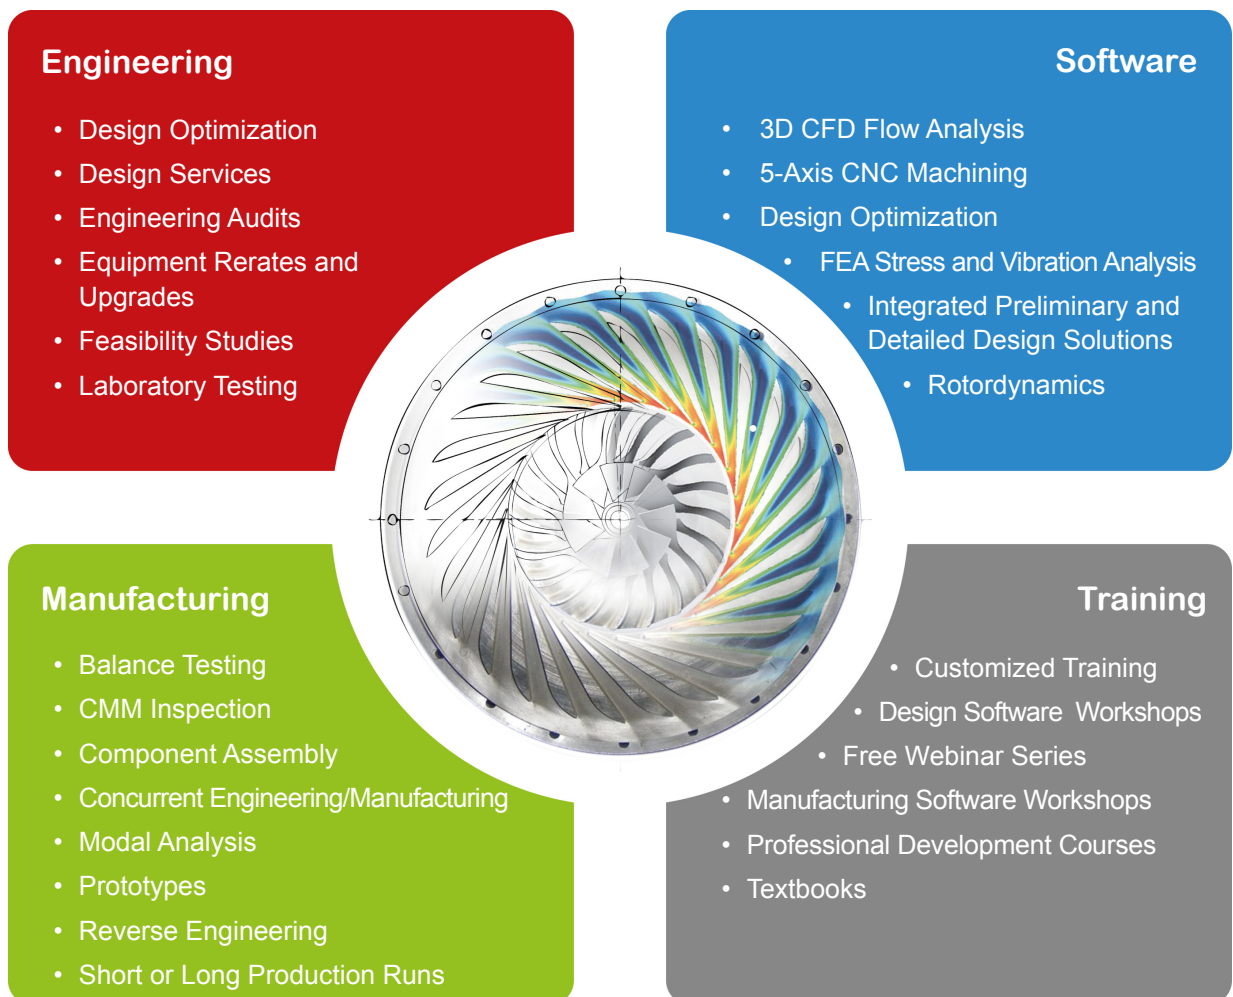 Engineering
• Design Optimization
• Design Services
• Engineering Audits
• Equipment Rerates and
Upgrades
• Feasibility Studies
• Laboratory Testing
Software
• 3D CFD Flow Analysis
• 5-Axis CNC Machining
• Design Optimization
• FEA Stress and Vibration Analysis
• Integrated Preliminary and
Detailed Design Solutions
• Rotordynamics
Manufacturing
• Balance Testing
• CMM Inspection
• Component Assembly
• Concurrent Engineering/Manufacturing
• Modal Analysis
• Prototypes
• Reverse Engineering
• Short or Long Production Runs
Training
• Customized Training
• Design Software Workshops
• Free Webinar Series
• Manufacturing Software Workshops
• Professional Development Courses
• Textbooks